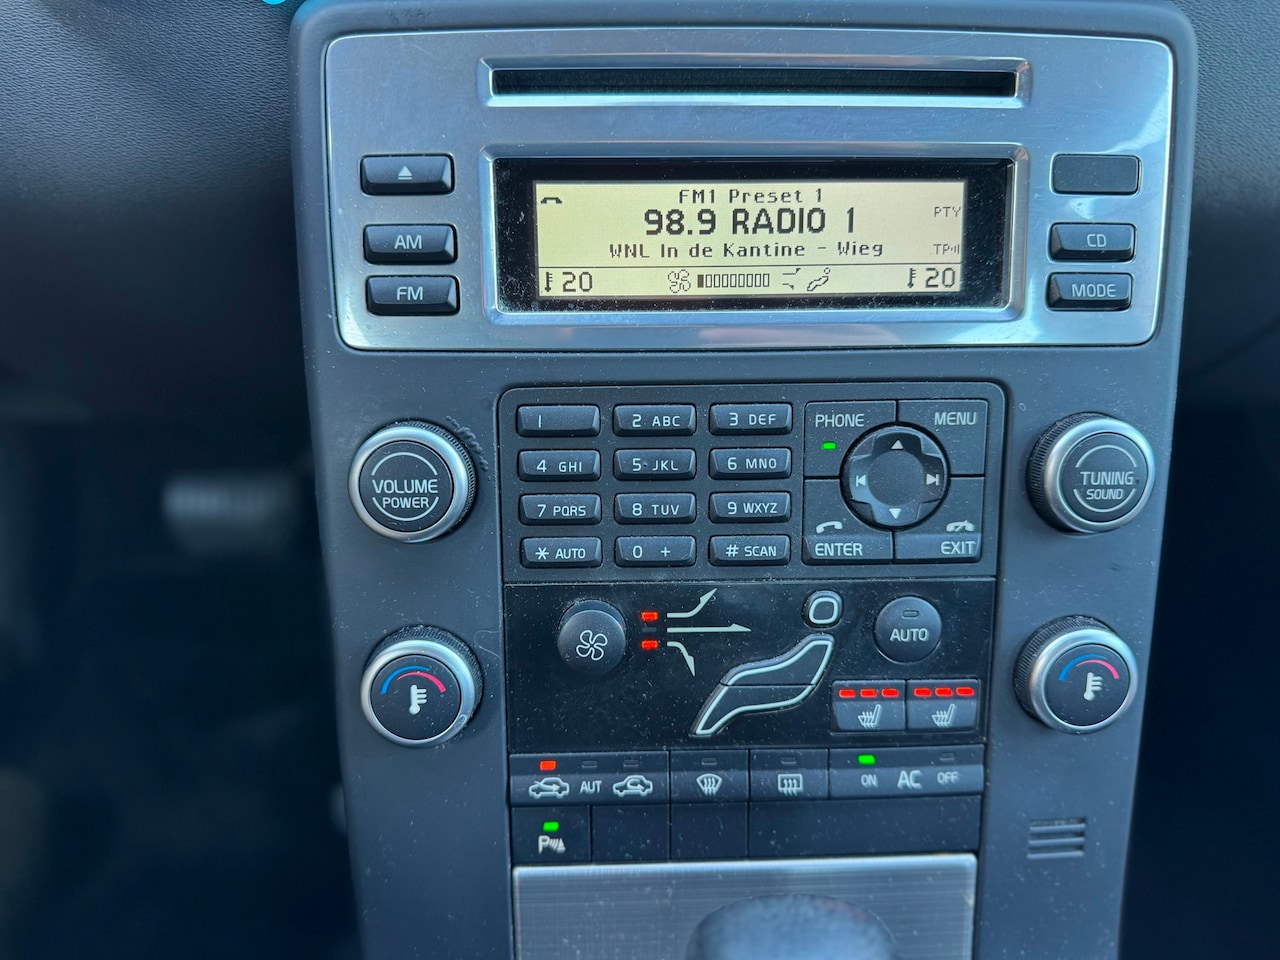 FM1 Preset 1
98.9 RADIO 1
PTY
WNL In de Kantine - Wieg
TP
20
20
AM
FM
CD
MODE
1
2 ABC
3 DEF
4 GHI
5 JKL
6 MNO
7 PQRS
8 TUV
9 WXYZ
* AUTO
0 +
# SCAN
PHONE
MENU
ENTER
EXIT
VOLUME
POWER
TUNING
SOUND
AUTO
AUT
ON
AC
OFF
P